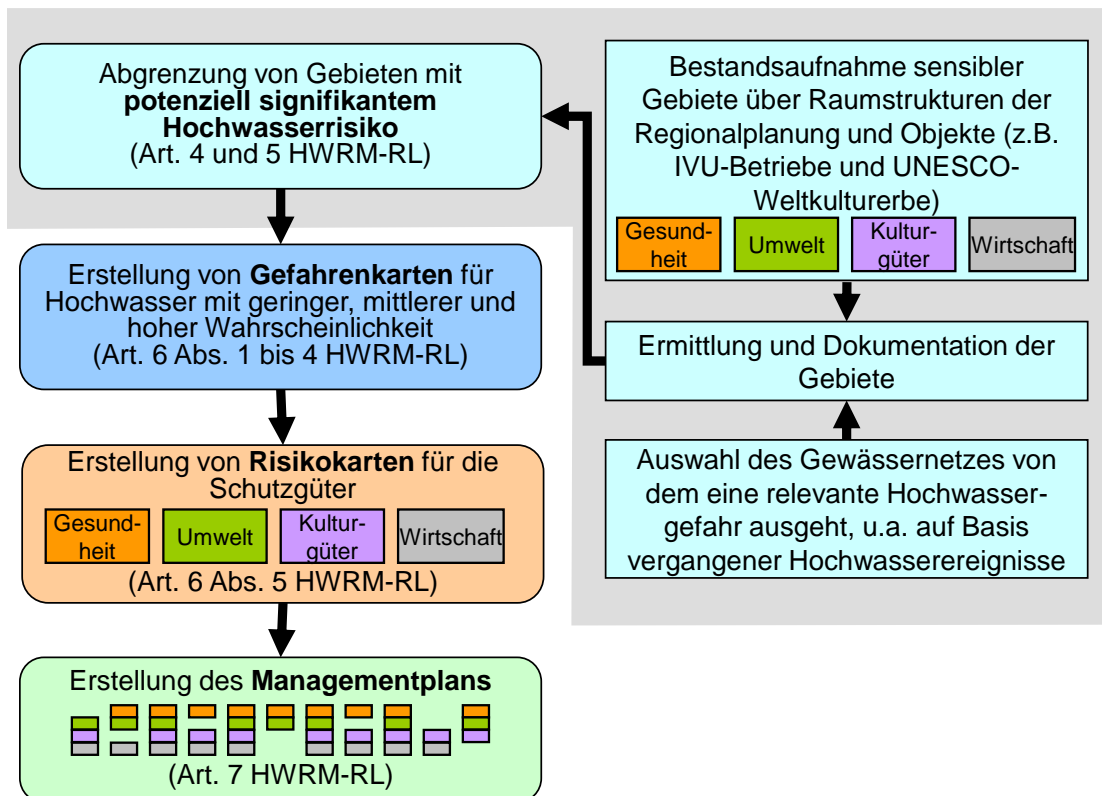 Abgrenzung von Gebieten mit
potenziell signifikantem
Hochwasserrisiko
(Art. 4 und 5 HWRM-RL)
Erstellung von Gefahrenkarten für
Hochwasser mit geringer, mittlerer und
hoher Wahrscheinlichkeit
(Art. 6 Abs. 1 bis 4 HWRM-RL)
Erstellung von Risikokarten für die
Schutzgüter
Gesund-
heit
Umwelt
Kultur-
güter
Wirtschaft
(Art. 6 Abs. 5 HWRM-RL)
Erstellung des Managementplans
(Art. 7 HWRM-RL)
Bestandsaufnahme sensibler
Gebiete über Raumstrukturen der
Regionalplanung und Objekte (z.B.
IVU-Betriebe und UNESCO-
Weltkulturerbe)
Gesund-
heit
Umwelt
Kultur-
güter
Wirtschaft
Ermittlung und Dokumentation der
Gebiete
Auswahl des Gewässernetzes von
dem eine relevante Hochwasser-
gefahr ausgeht, u.a. auf Basis
vergangener Hochwasserereignisse